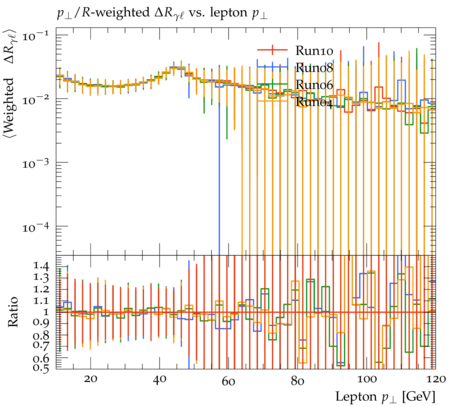 p⊥/R-weighted ΔRγℓ vs. lepton p⊥
⟨Weighted ΔRγℓ⟩
10⁻¹
10⁻²
10⁻³
10⁻⁴
Run10
Run08
Run06
Run04
Ratio
1.4
1.3
1.2
1.1
1
0.9
0.8
0.7
0.6
0.5
20 40 60 80 100 120
Lepton p⊥ [GeV]